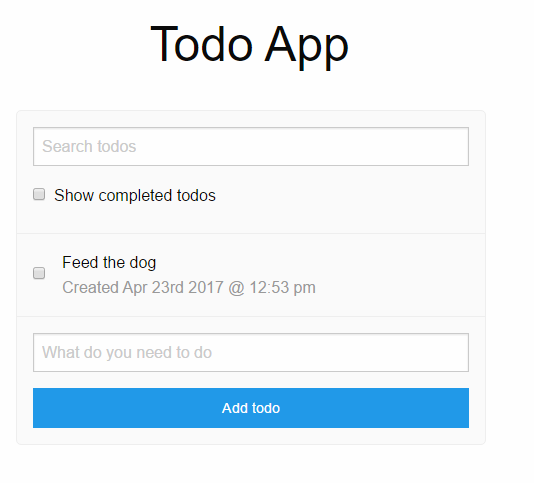 Todo App
Search todos
Show completed todos
Feed the dog
Created Apr 23rd 2017 @ 12:53 pm
What do you need to do
Add todo